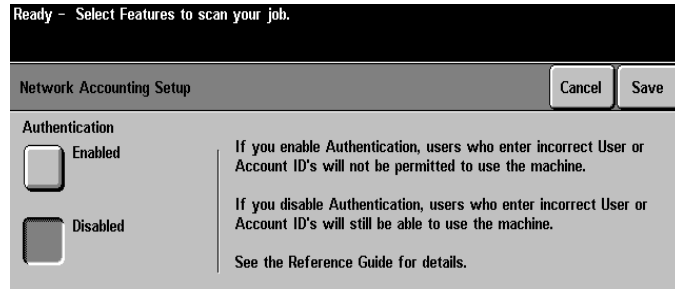 Ready - Select Features to scan your job.
Network Accounting Setup
Cancel
Save
Authentication
Enabled
If you enable Authentication, users who enter incorrect User or
Account ID's will not be permitted to use the machine.
Disabled
If you disable Authentication, users who enter incorrect User or
Account ID's will still be able to use the machine.
See the Reference Guide for details.